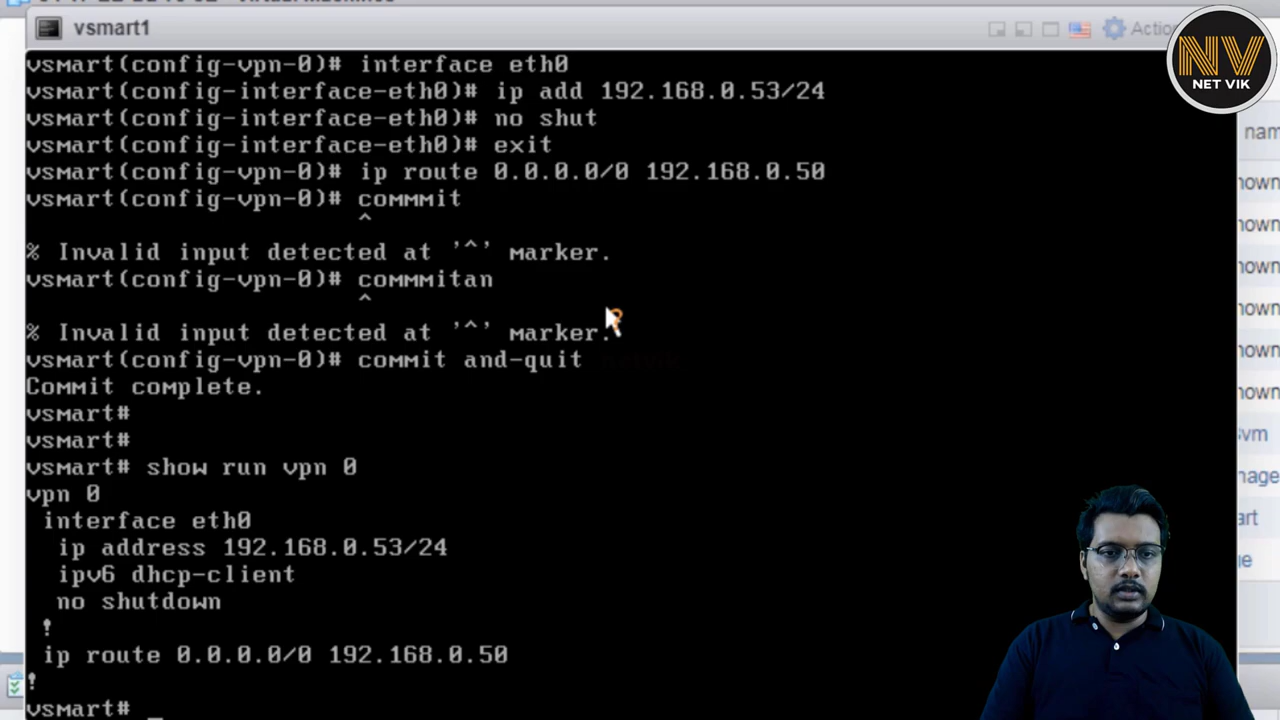 vsmart1
Action
NV
NET VIK
vsmart(config-vpn-0)# interface eth0
vsmart(config-interface-eth0)# ip add 192.168.0.53/24
vsmart(config-interface-eth0)# no shut
vsmart(config-interface-eth0)# exit
vsmart(config-vpn-0)# ip route 0.0.0.0/0 192.168.0.50
vsmart(config-vpn-0)# commmit
^
% Invalid input detected at '^' marker.
vsmart(config-vpn-0)# commmitan
^
% Invalid input detected at '^' marker.
vsmart(config-vpn-0)# commit and-quit
Commit complete.
vsmart#
vsmart#
vsmart# show run vpn 0
vpn 0
interface eth0
ip address 192.168.0.53/24
ipv6 dhcp-client
no shutdown
!
ip route 0.0.0.0/0 192.168.0.50
!
vsmart# _